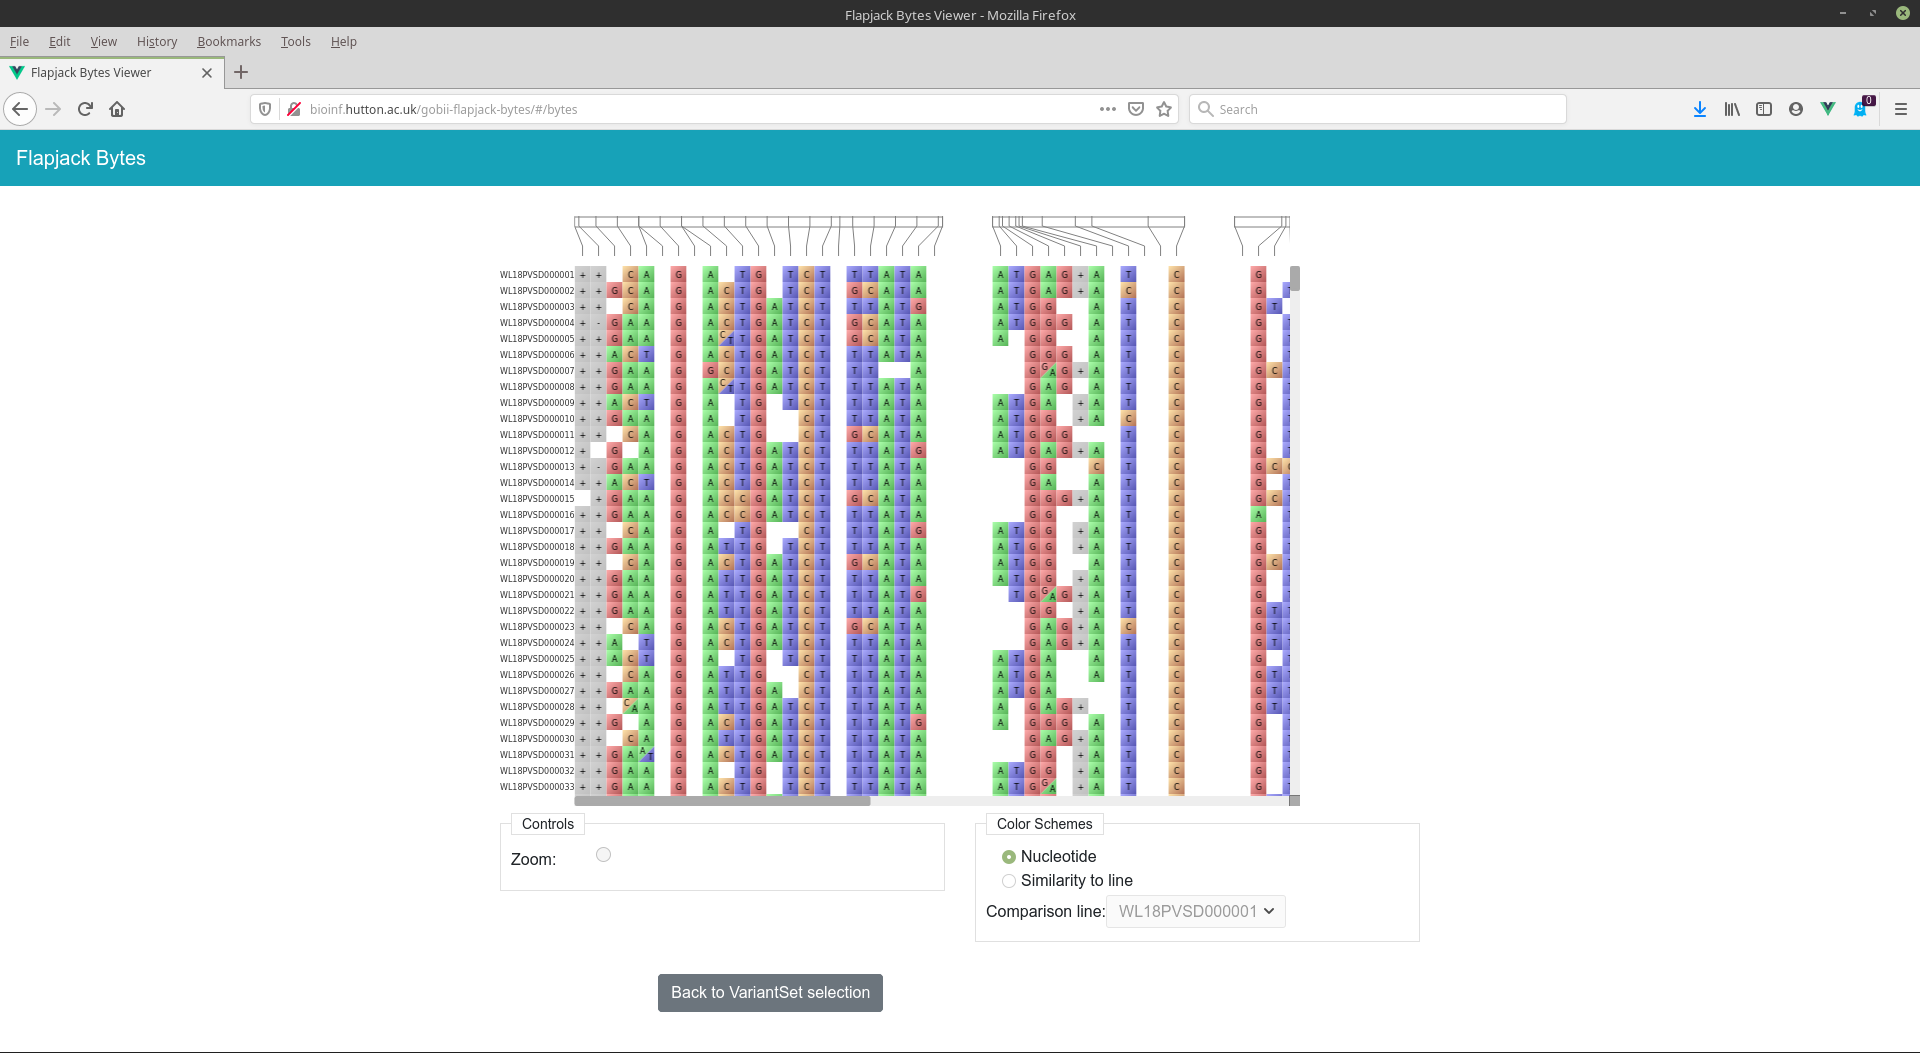 Flapjack Bytes Viewer - Mozilla Firefox
File Edit View History Bookmarks Tools Help
Flapjack Bytes Viewer
bioinf.hutton.ac.uk/gobii-flapjack-bytes/#/bytes
Search
0
Flapjack Bytes
WL18PVSD000001 + + C A G A T G T C T T T A T A A T G A G + A T C G
WL18PVSD000002 + + G C A G A C T G T C T G C A T A A T G A G + A C C G T
WL18PVSD000003 + + C A G A C T G A T C T T T A T G A T G G A T C G T
WL18PVSD000004 + - G A A G A C T G A T C T G C A T A A T G G G A T C G T
WL18PVSD000005 + + G A A G A C T T G A T C T G C A T A A G G A T C G T
WL18PVSD000006 + + A C T G A C T G A T C T T T A T A G G G A T C G T
WL18PVSD000007 + + G A A G G C T G A T C T T T A G G A G + A T C G C T
WL18PVSD000008 + + G A A G A C T T G A T C T T T A T A G A G A T C G T
WL18PVSD000009 + + A C T G A T G T C T T T A T A A T G A + A T C G T
WL18PVSD000010 + + G A A G A T G C T T T A T A A T G G + A C C G T
WL18PVSD000011 + + C A G A C T G C T G C A T A A T G G G T C G T
WL18PVSD000012 + G A G A C T G A T C T T T A T G A T G A G + A T C G T
WL18PVSD000013 + - G A A G A C T G A T C T T T A T A G G C T C G C C
WL18PVSD000014 + + A C T G A C T G A T C T T T A T A G A A T C G T
WL18PVSD000015 + G A A G A C C G A T C T G C A T A G G G + A T C G C T
WL18PVSD000016 + + G A A G A C C G A T C T T T A T A G G A T C A T
WL18PVSD000017 + + C A G A T G C T T T A T G A T G G + A T C G T
WL18PVSD000018 + + G A A G A T T G T C T T T A T A A T G G + A T C G T
WL18PVSD000019 + + C A G A C T G A T C T G C A T A A T G G A T C G C T
WL18PVSD000020 + + G A A G A T T G A T C T T T A T A A T G G + A T C G T
WL18PVSD000021 + + G A A G A T T G A T C T T T A T G T G G A G + A T C G T
WL18PVSD000022 + + G A A G A T T G A T C T T T A T A G G + A T C G T T
WL18PVSD000023 + + C A G A C T G A T C T G C A T A G A G + A C C G T T
WL18PVSD000024 + + A T G A C T G A T C T T T A T A G A G + A T C G T T
WL18PVSD000025 + + A C T G A T G T C T T T A T A A T G A A T C G T
WL18PVSD000026 + + C A G A T T G C T T T A T A A T G A A T C G T T
WL18PVSD000027 + + G A A G A T T G A C T T T A T A A T G A T C G T T
WL18PVSD000028 + + C A A G A T T G A T C T T T A T A A G A G + T C G T T
WL18PVSD000029 + + G A G A C T G A T C T T T A T G A G G G A T C G T
WL18PVSD000030 + + C A G A T T G A T C T T T A T A G A G + A T C G T
WL18PVSD000031 + + G A A T G A C T G A T C T T T A T A G G + A T C G T
WL18PVSD000032 + + G A A G A T G T C T T T A T A A T G G + A T C G T
WL18PVSD000033 + + G A A G A C T G T C T T T A T A A T G G A + A T C G T
Controls
Zoom:
Color Schemes
Nucleotide
Similarity to line
Comparison line: WL18PVSD000001
Back to VariantSet selection